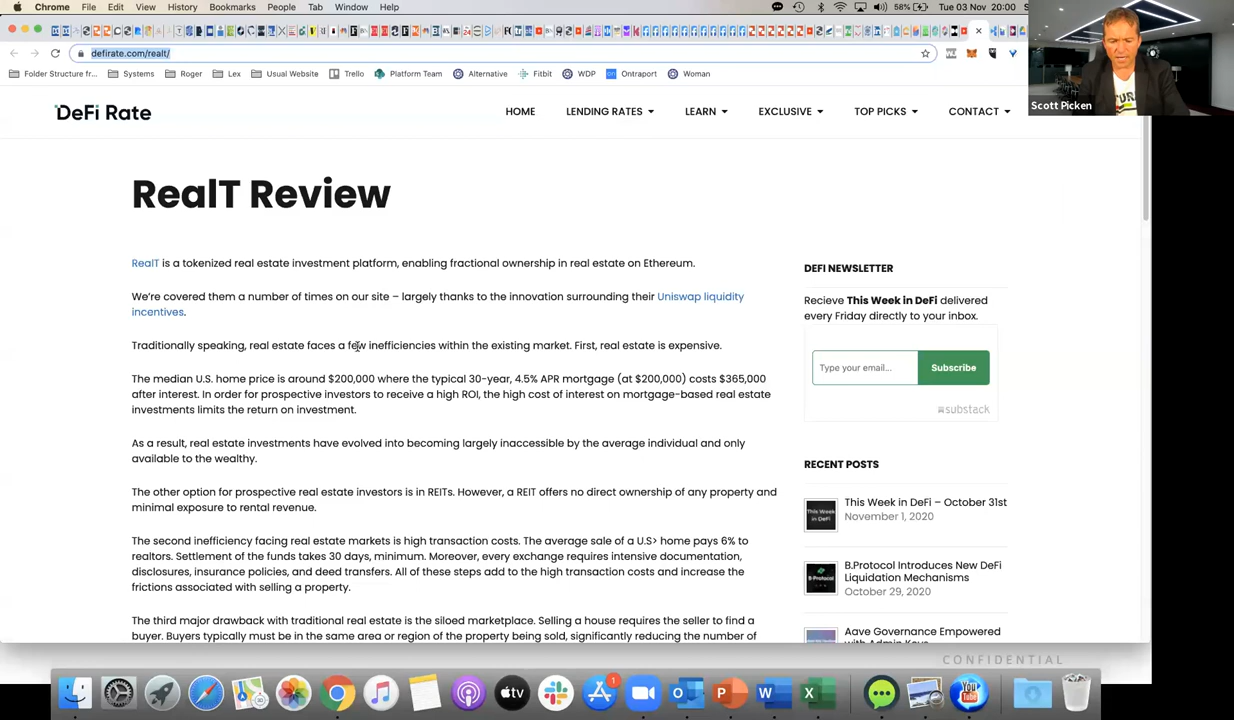 Chrome File Edit View History Bookmarks People Tab Window Help
58% Tue 03 Nov 20:00
defirate.com/realt/
Folder Structure fr... Systems Roger Lex Usual Website Trello Platform Team Alternative Fitbit WDP Ontraport Woman
Scott Picken
DeFi Rate
HOME LENDING RATES LEARN EXCLUSIVE TOP PICKS CONTACT
RealT Review
RealT is a tokenized real estate investment platform, enabling fractional ownership in real estate on Ethereum.
We're covered them a number of times on our site – largely thanks to the innovation surrounding their Uniswap liquidity
incentives.
Traditionally speaking, real estate faces a few inefficiencies within the existing market. First, real estate is expensive.
The median U.S. home price is around $200,000 where the typical 30-year, 4.5% APR mortgage (at $200,000) costs $365,000
after interest. In order for prospective investors to receive a high ROI, the high cost of interest on mortgage-based real estate
investments limits the return on investment.
As a result, real estate investments have evolved into becoming largely inaccessible by the average individual and only
available to the wealthy.
The other option for prospective real estate investors is in REITs. However, a REIT offers no direct ownership of any property and
minimal exposure to rental revenue.
The second inefficiency facing real estate markets is high transaction costs. The average sale of a U.S> home pays 6% to
realtors. Settlement of the funds takes 30 days, minimum. Moreover, every exchange requires intensive documentation,
disclosures, insurance policies, and deed transfers. All of these steps add to the high transaction costs and increase the
frictions associated with selling a property.
The third major drawback with traditional real estate is the siloed marketplace. Selling a house requires the seller to find a
buyer. Buyers typically must be in the same area or region of the property being sold, significantly reducing the number of
DEFI NEWSLETTER
Recieve This Week in DeFi delivered
every Friday directly to your inbox.
Type your email... Subscribe
substack
RECENT POSTS
This Week in DeFi – October 31st
November 1, 2020
B.Protocol Introduces New DeFi
Liquidation Mechanisms
October 29, 2020
Aave Governance Empowered
with Admin Keys
CONFIDENTIAL